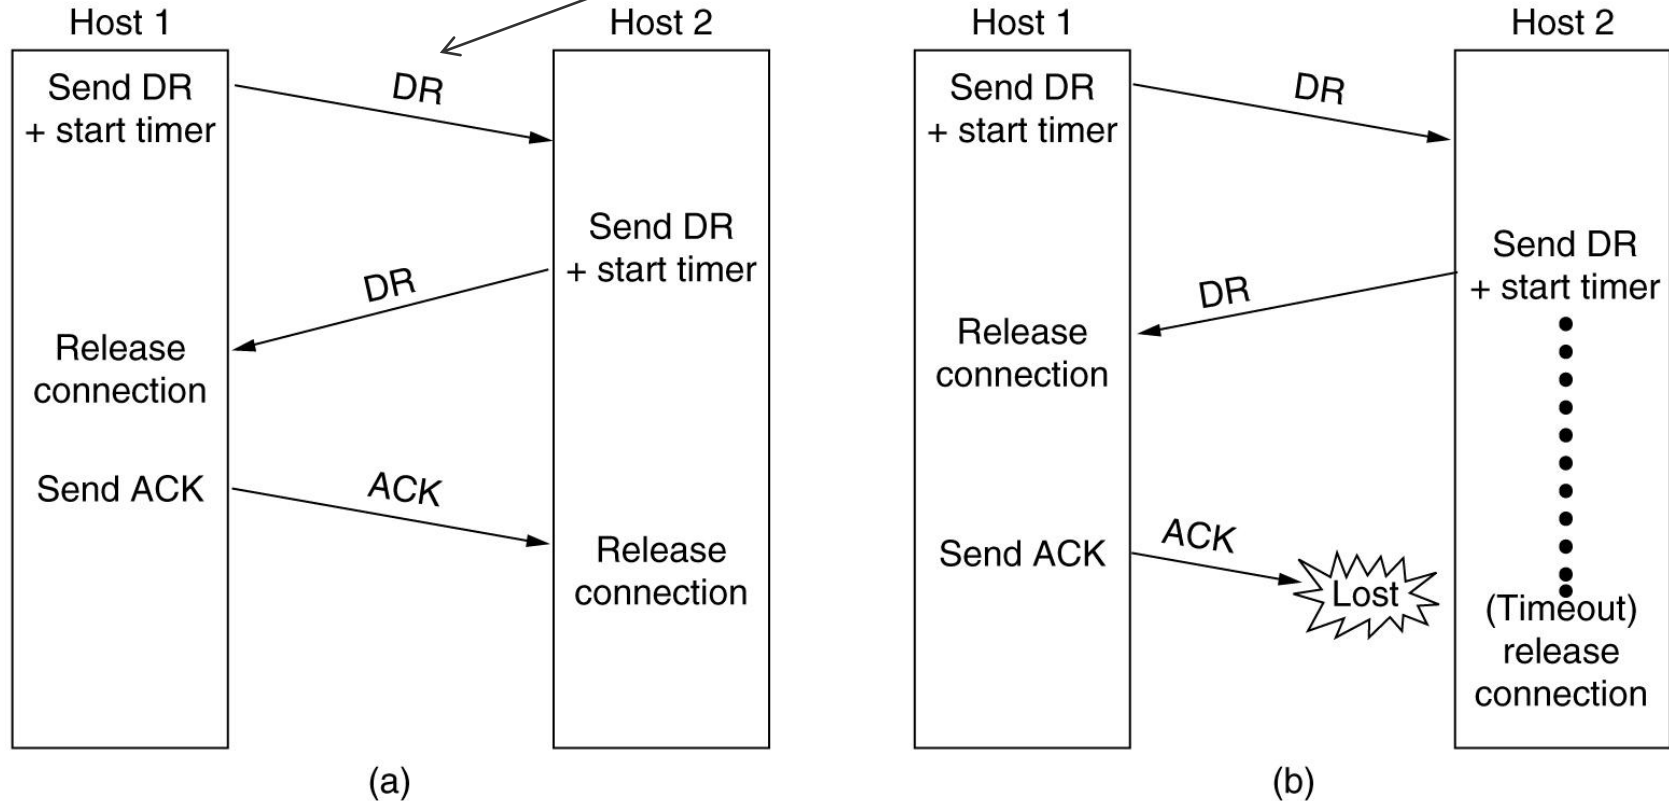 Host 1
Host 2
Send DR
+ start timer
DR
Send DR
+ start timer
DR
Release
connection
Send ACK
ACK
Release
connection
(a)
Host 1
Host 2
Send DR
+ start timer
DR
Send DR
+ start timer
DR
Release
connection
Send ACK
ACK
Lost
(Timeout)
release
connection
(b)